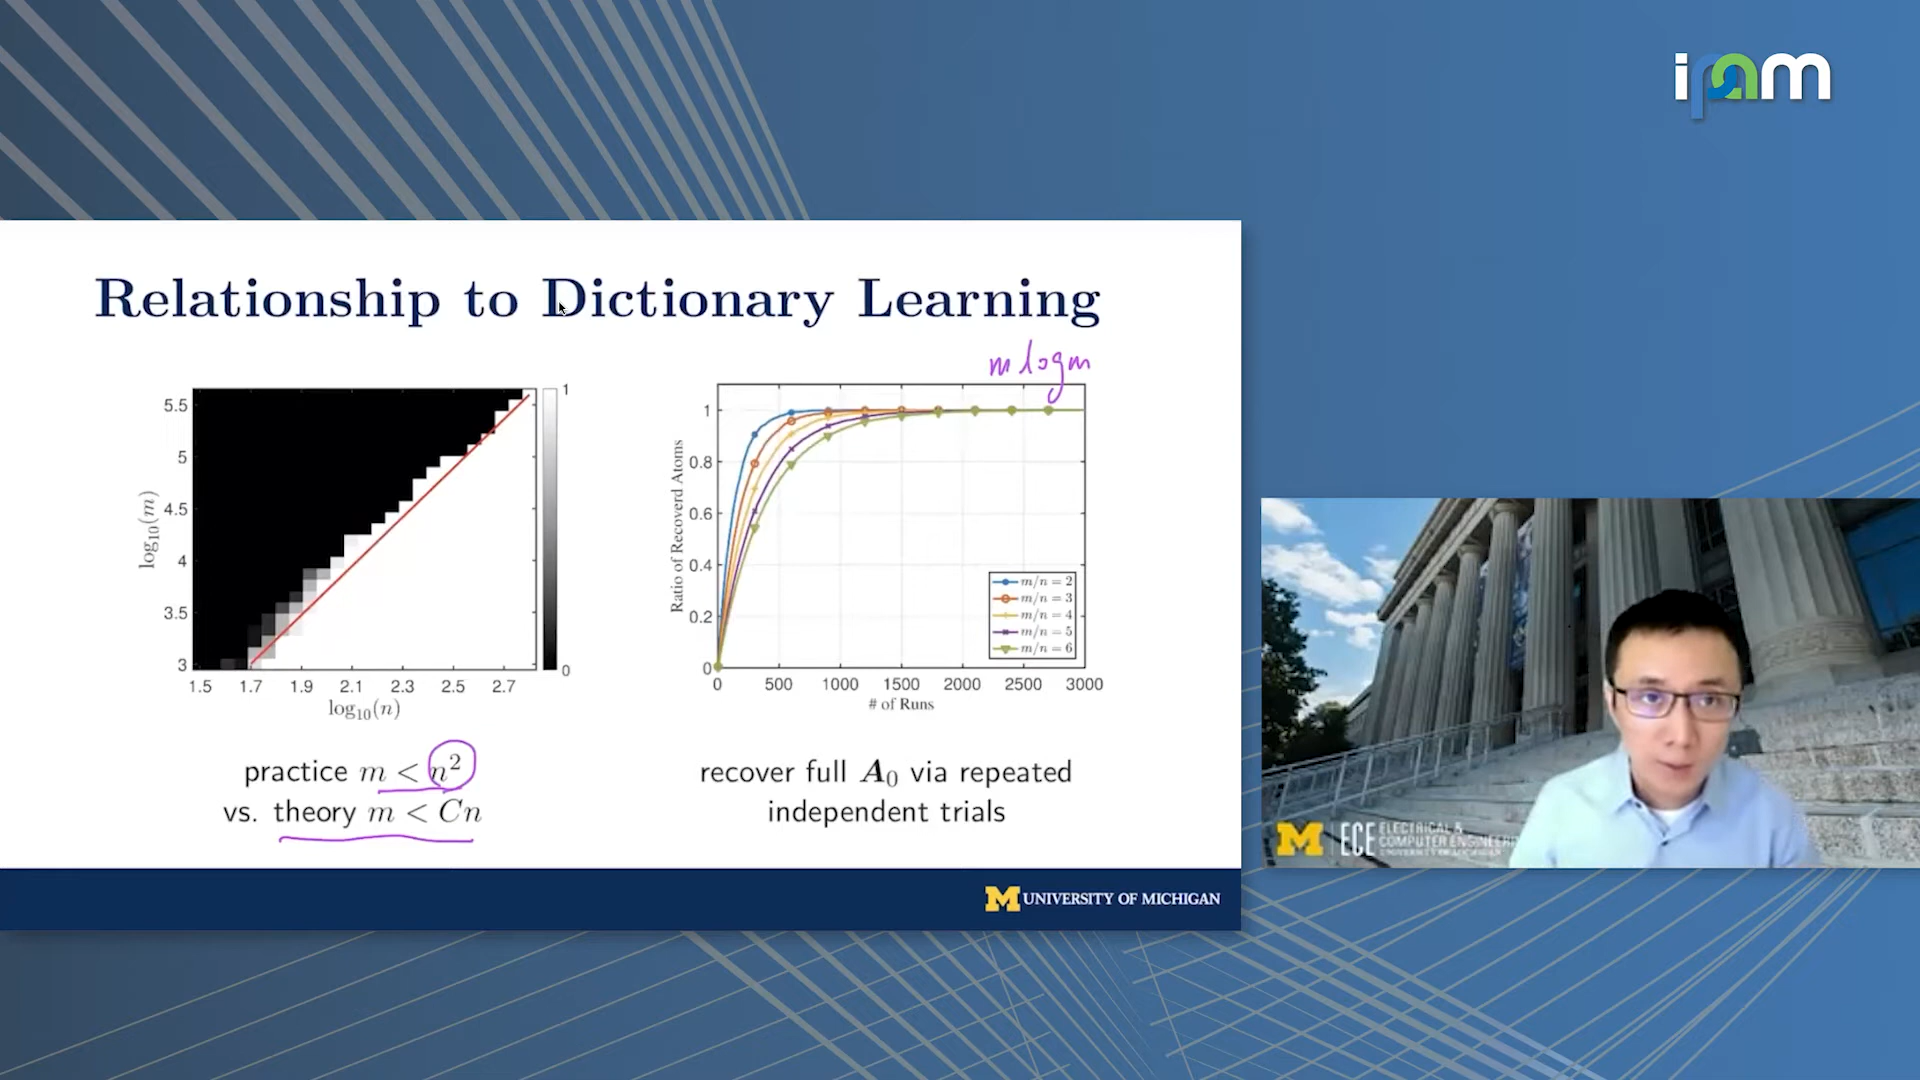 ipam
Relationship to Dictionary Learning
m log m
5.5
5
4.5
4
3.5
3
log₁₀(m)
1.5 1.7 1.9 2.1 2.3 2.5 2.7
log₁₀(n)
1
0
1
0.8
0.6
0.4
0.2
0
Ratio of Recoverd Atoms
0 500 1000 1500 2000 2500 3000
# of Runs
m/n = 2
m/n = 3
m/n = 4
m/n = 5
m/n = 6
practice m < n²
vs. theory m < Cn
recover full A₀ via repeated
independent trials
M UNIVERSITY OF MICHIGAN
M ECE ELECTRICAL &
COMPUTER ENGINEERI